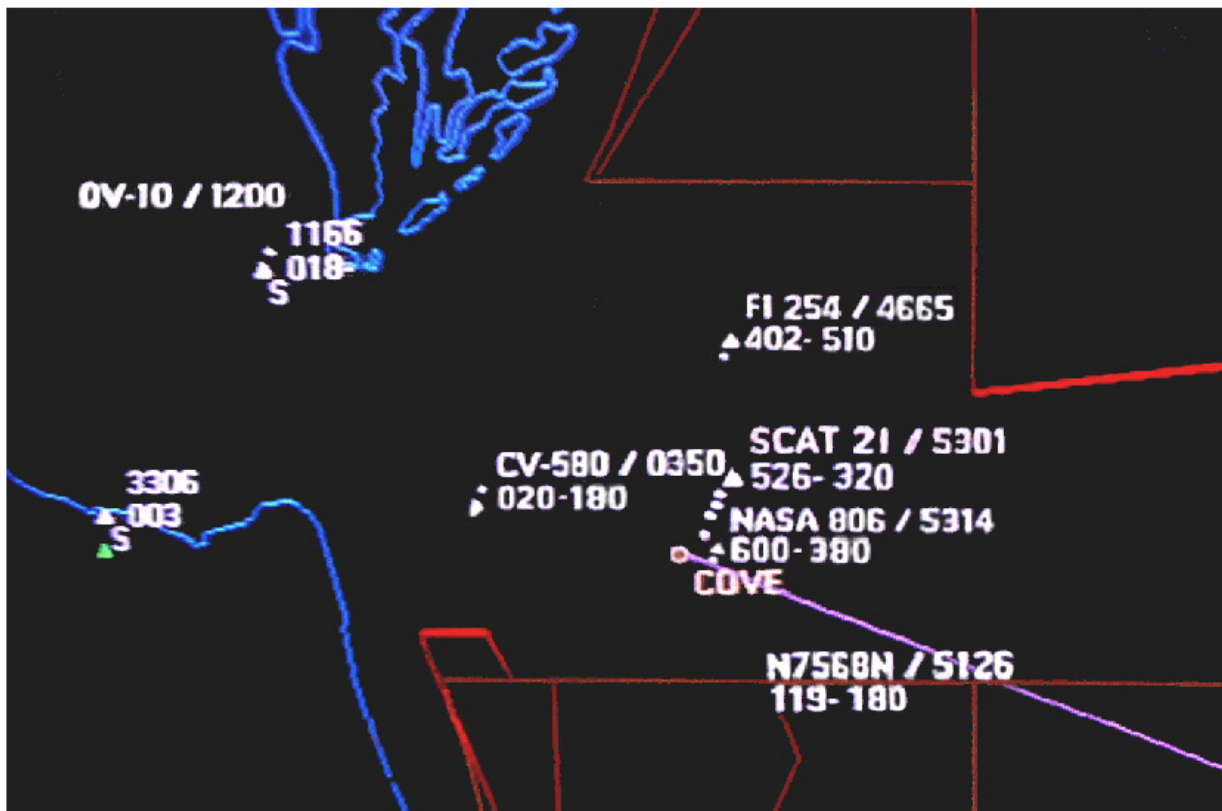 OV-10 / 1200
1166
018-
S
FI 254 / 4665
402- 510
SCAT 21 / 5301
526- 320
CV-580 / 0350
020-180
3306
003
S
NASA 806 / 5314
600- 380
COVE
N7568N / 5126
119- 180